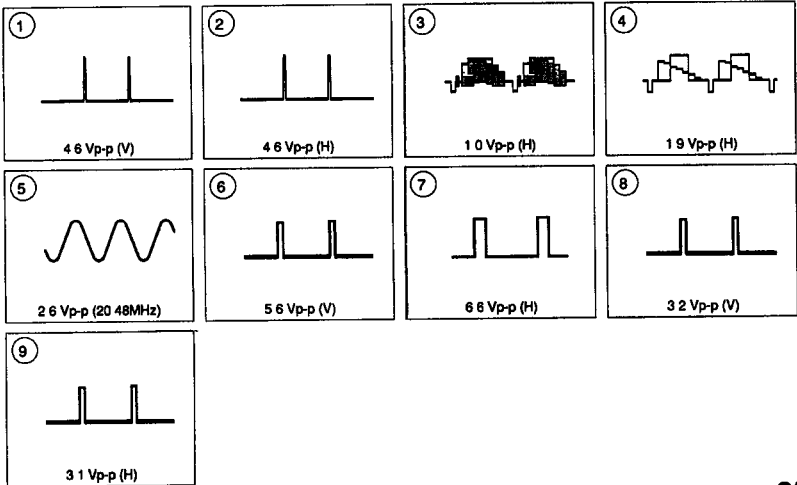 1
4 6 Vp-p (V)
2
4 6 Vp-p (H)
3
1 0 Vp-p (H)
4
1 9 Vp-p (H)
5
2 6 Vp-p (20 48MHz)
6
5 6 Vp-p (V)
7
6 6 Vp-p (H)
8
3 2 Vp-p (V)
9
3 1 Vp-p (H)